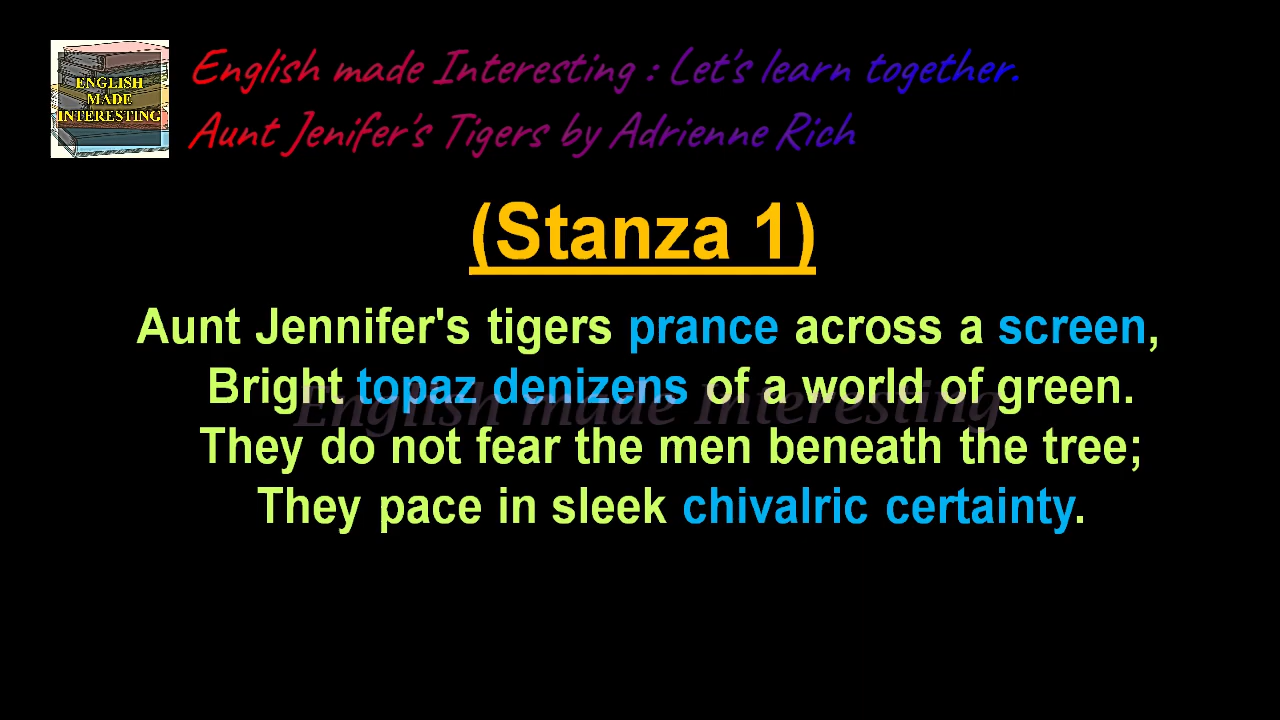 ENGLISH
MADE
INTERESTING
English made Interesting : Let's learn together.
Aunt Jenifer's Tigers by Adrienne Rich
(Stanza 1)
Aunt Jennifer's tigers prance across a screen,
Bright topaz denizens of a world of green.
English made Interesting
They do not fear the men beneath the tree;
They pace in sleek chivalric certainty.